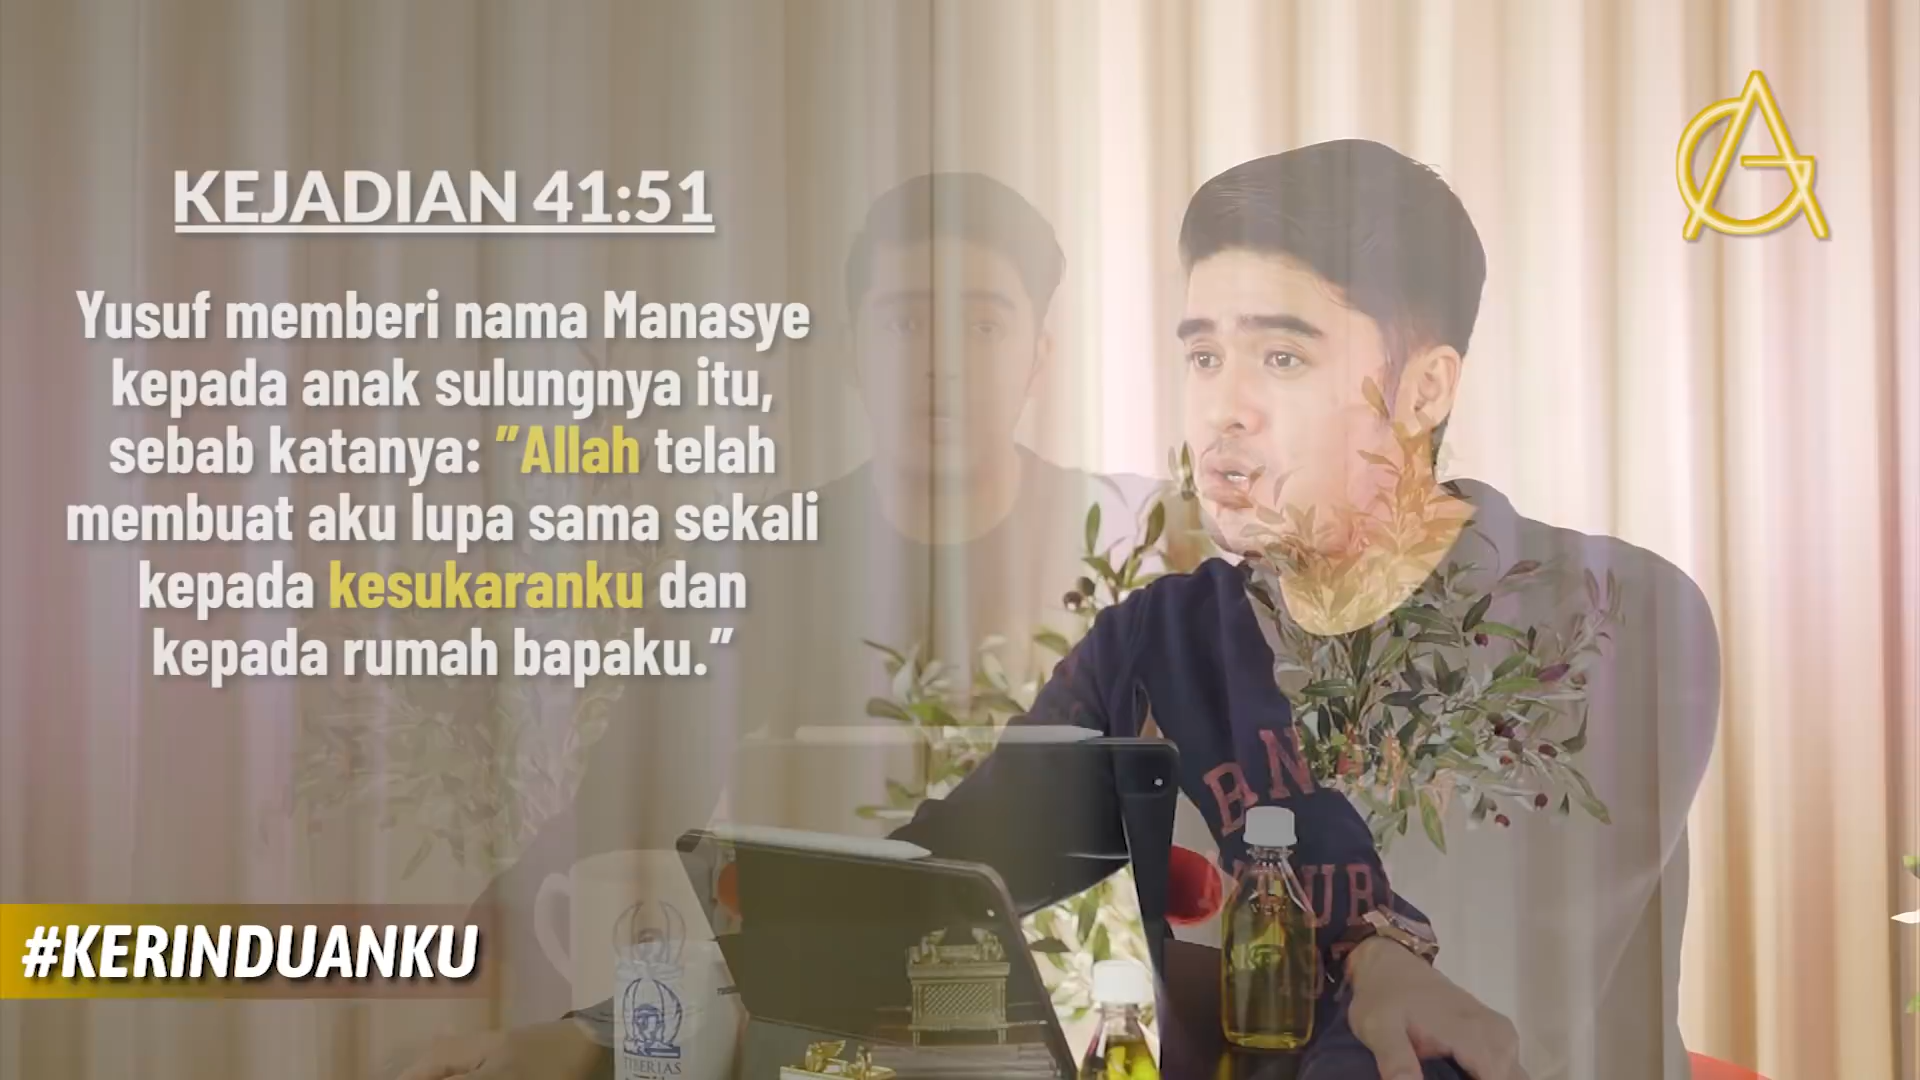 KEJADIAN 41:51
Yusuf memberi nama Manasye
kepada anak sulungnya itu,
sebab katanya: "Allah telah
membuat aku lupa sama sekali
kepada kesukaranku dan
kepada rumah bapaku."
#KERINDUANKU
TIBERIAS